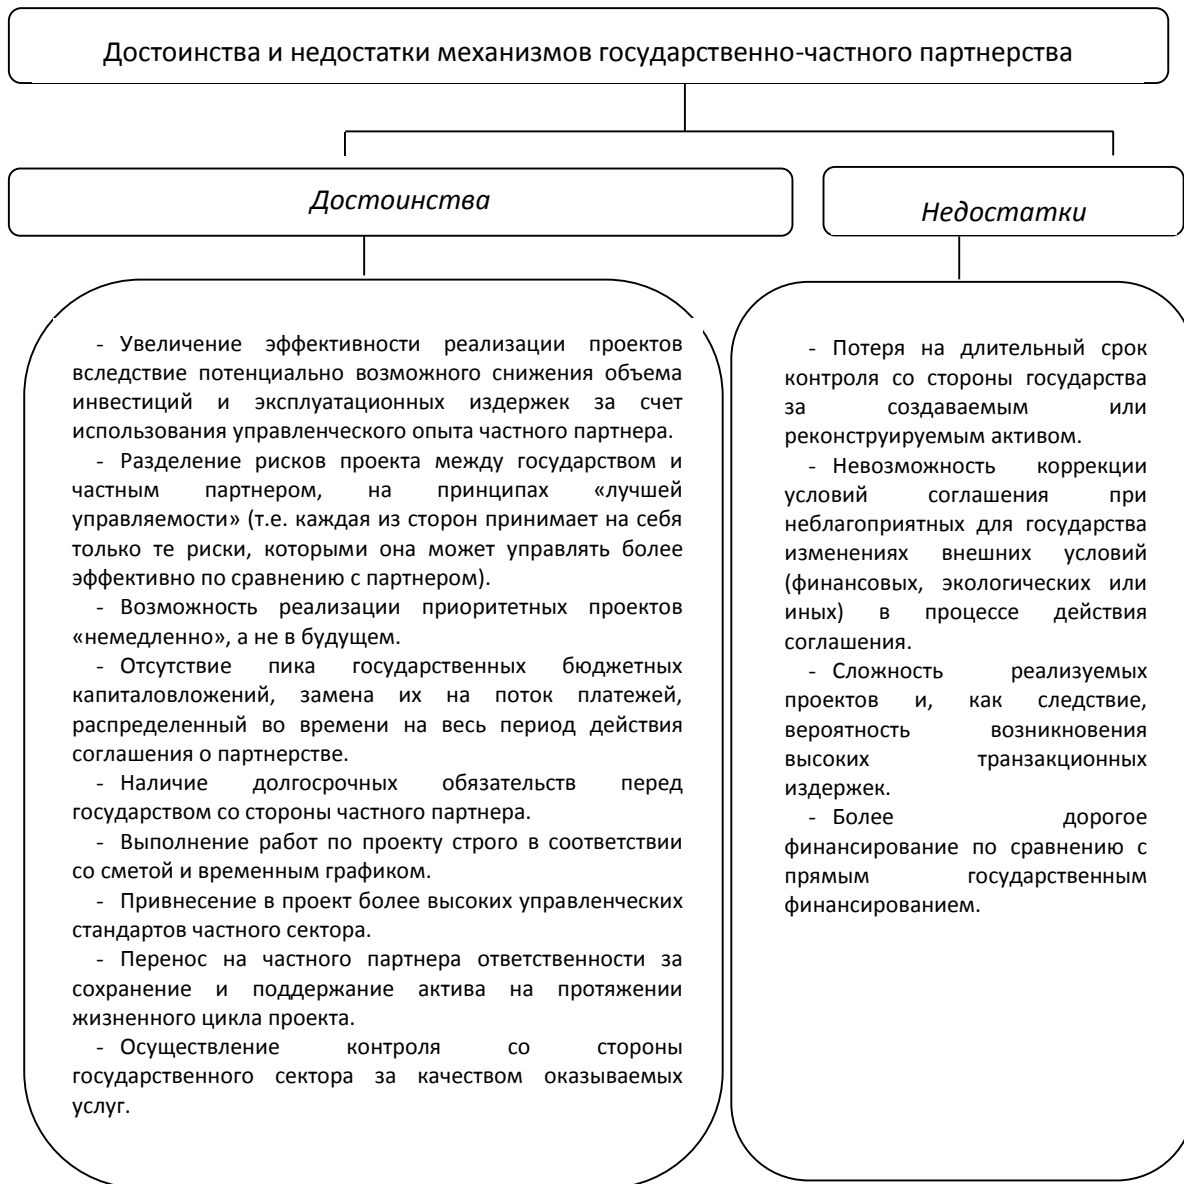 Достоинства и недостатки механизмов государственно-частного партнерства
Достоинства
Недостатки
- Увеличение эффективности реализации проектов
вследствие потенциально возможного снижения объема
инвестиций и эксплуатационных издержек за счет
использования управленческого опыта частного партнера.
- Разделение рисков проекта между государством и
частным партнером, на принципах «лучшей
управляемости» (т.е. каждая из сторон принимает на себя
только те риски, которыми она может управлять более
эффективно по сравнению с партнером).
- Возможность реализации приоритетных проектов
«немедленно», а не в будущем.
- Отсутствие пика государственных бюджетных
капиталовложений, замена их на поток платежей,
распределенный во времени на весь период действия
соглашения о партнерстве.
- Наличие долгосрочных обязательств перед
государством со стороны частного партнера.
- Выполнение работ по проекту строго в соответствии
со сметой и временным графиком.
- Привнесение в проект более высоких управленческих
стандартов частного сектора.
- Перенос на частного партнера ответственности за
сохранение и поддержание актива на протяжении
жизненного цикла проекта.
- Осуществление контроля со стороны
государственного сектора за качеством оказываемых
услуг.
- Потеря на длительный срок
контроля со стороны государства
за создаваемым или
реконструируемым активом.
- Невозможность коррекции
условий соглашения при
неблагоприятных для государства
изменениях внешних условий
(финансовых, экологических или
иных) в процессе действия
соглашения.
- Сложность реализуемых
проектов и, как следствие,
вероятность возникновения
высоких транзакционных
издержек.
- Более дорогое
финансирование по сравнению с
прямым государственным
финансированием.